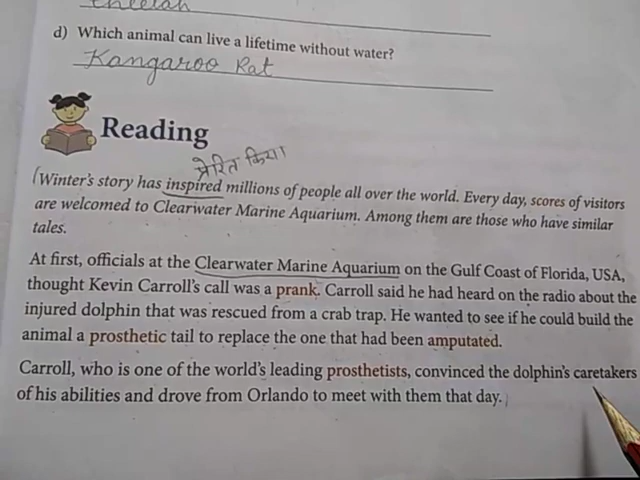 d) Which animal can live a lifetime without water?
Kangaroo Rat
Reading
प्रेरित किया।
Winter's story has inspired millions of people all over the world. Every day, scores of visitors
are welcomed to Clearwater Marine Aquarium. Among them are those who have similar
tales.
At first, officials at the Clearwater Marine Aquarium on the Gulf Coast of Florida, USA,
thought Kevin Carroll's call was a prank. Carroll said he had heard on the radio about the
injured dolphin that was rescued from a crab trap. He wanted to see if he could build the
animal a prosthetic tail to replace the one that had been amputated.
Carroll, who is one of the world's leading prosthetists, convinced the dolphin's caretakers
of his abilities and drove from Orlando to meet with them that day.